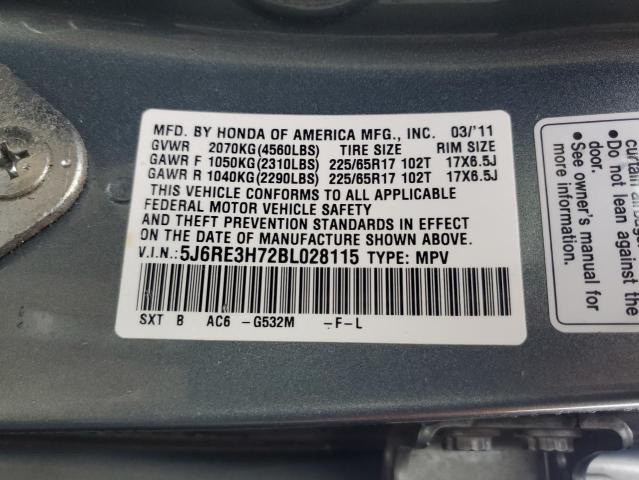 MFD. BY HONDA OF AMERICA MFG., INC. 03/'11
GVWR 2070KG(4560LBS) TIRE SIZE RIM SIZE
GAWR F 1050KG(2310LBS) 225/65R17 102T 17X6.5J
GAWR R 1040KG(2290LBS) 225/65R17 102T 17X6.5J
THIS VEHICLE CONFORMS TO ALL APPLICABLE
FEDERAL MOTOR VEHICLE SAFETY
AND THEFT PREVENTION STANDARDS IN EFFECT
ON THE DATE OF MANUFACTURE SHOWN ABOVE.
V.I.N.:5J6RE3H72BL028115 TYPE: MPV
SXT B AC6 -G532M -F-L
•Do not lean against
door.
•See owner's manual for